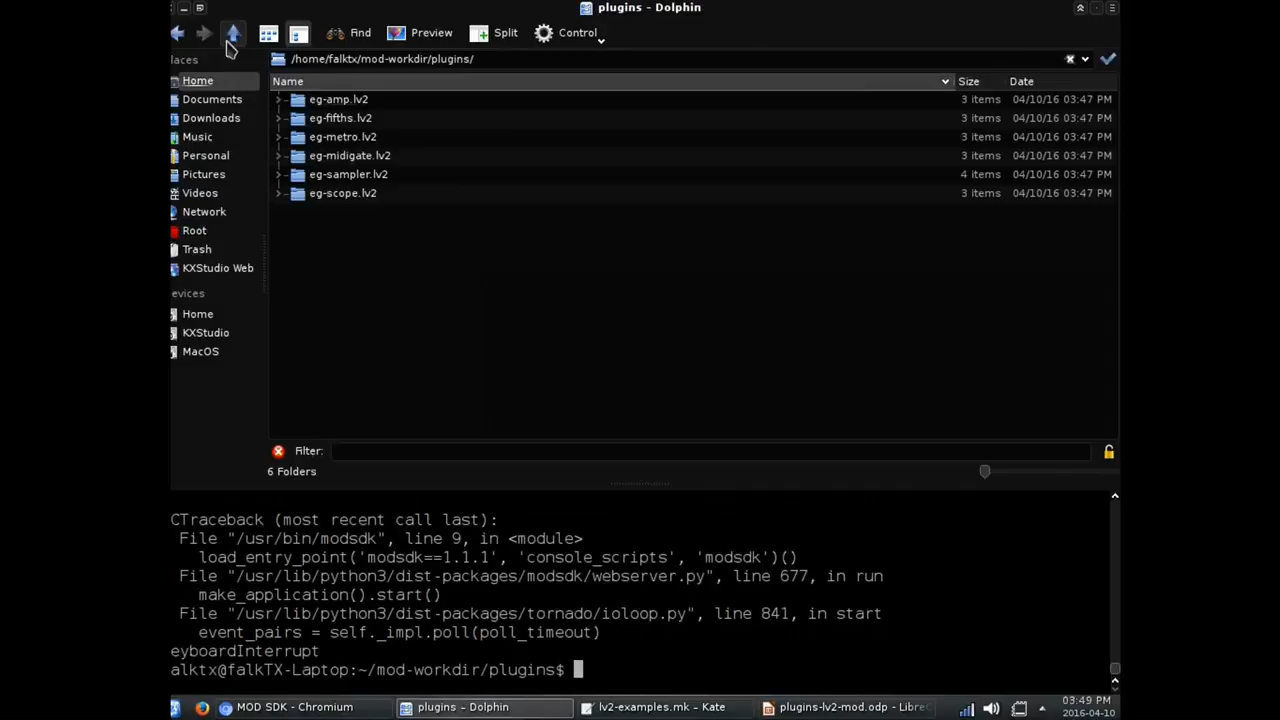 plugins – Dolphin
Find Preview Split Control
laces /home/falktx/mod-workdir/plugins/
Home Name Size Date
Documents eg-amp.lv2 3 items 04/10/16 03:47 PM
Downloads eg-fifths.lv2 3 items 04/10/16 03:47 PM
Music eg-metro.lv2 3 items 04/10/16 03:47 PM
Personal eg-midigate.lv2 3 items 04/10/16 03:47 PM
Pictures eg-sampler.lv2 4 items 04/10/16 03:47 PM
Videos eg-scope.lv2 3 items 04/10/16 03:47 PM
Network
Root
Trash
KXStudio Web
evices
Home
KXStudio
MacOS
Filter:
6 Folders
CTraceback (most recent call last):
File "/usr/bin/modsdk", line 9, in <module>
load_entry_point('modsdk==1.1.1', 'console_scripts', 'modsdk')()
File "/usr/lib/python3/dist-packages/modsdk/webserver.py", line 677, in run
make_application().start()
File "/usr/lib/python3/dist-packages/tornado/ioloop.py", line 841, in start
event_pairs = self._impl.poll(poll_timeout)
eyboardInterrupt
alktx@falkTX-Laptop:~/mod-workdir/plugins$
MOD SDK - Chromium plugins – Dolphin lv2-examples.mk – Kate plugins-lv2-mod.odp - LibreC 03:49 PM
2016-04-10